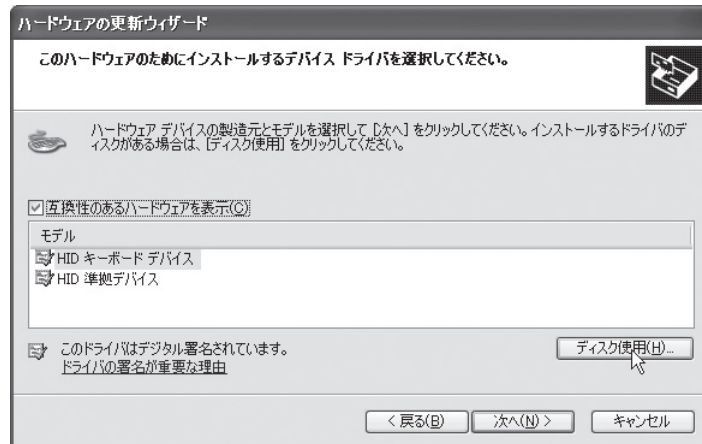 ハードウェアの更新ウィザード
このハードウェアのためにインストールするデバイス ドライバを選択してください。
ハードウェア デバイスの製造元とモデルを選択して [次へ] をクリックしてください。インストールするドライバのデ
ィスクがある場合は、[ディスク使用] をクリックしてください。
互換性のあるハードウェアを表示(C)
モデル
HID キーボード デバイス
HID 準拠デバイス
このドライバはデジタル署名されています。
ドライバの署名が重要な理由
ディスク使用(H)...
< 戻る(B)
次へ(N) >
キャンセル